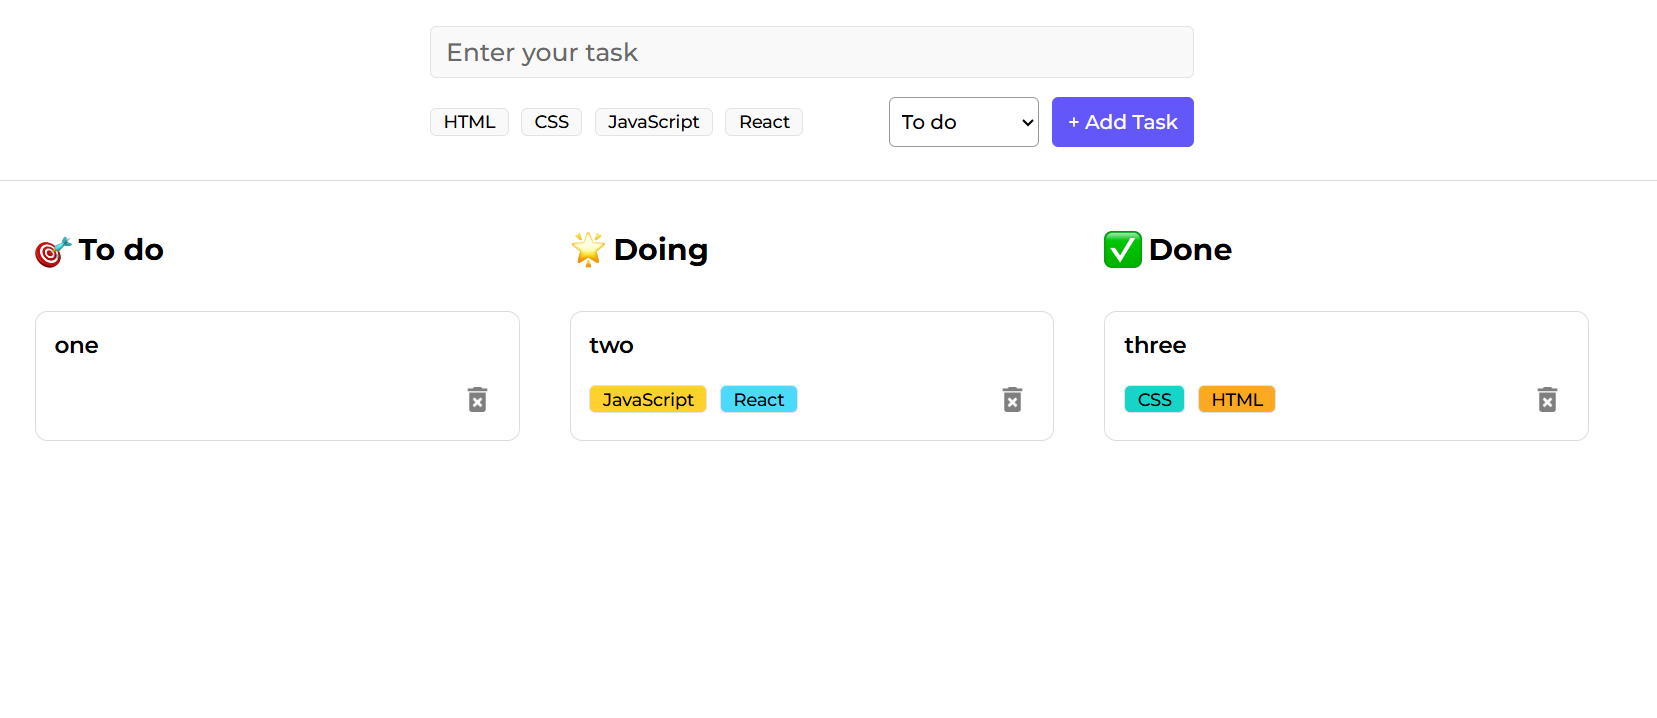 Enter your task
HTML CSS JavaScript React To do + Add Task
To do Doing Done
one two three
JavaScript React CSS HTML